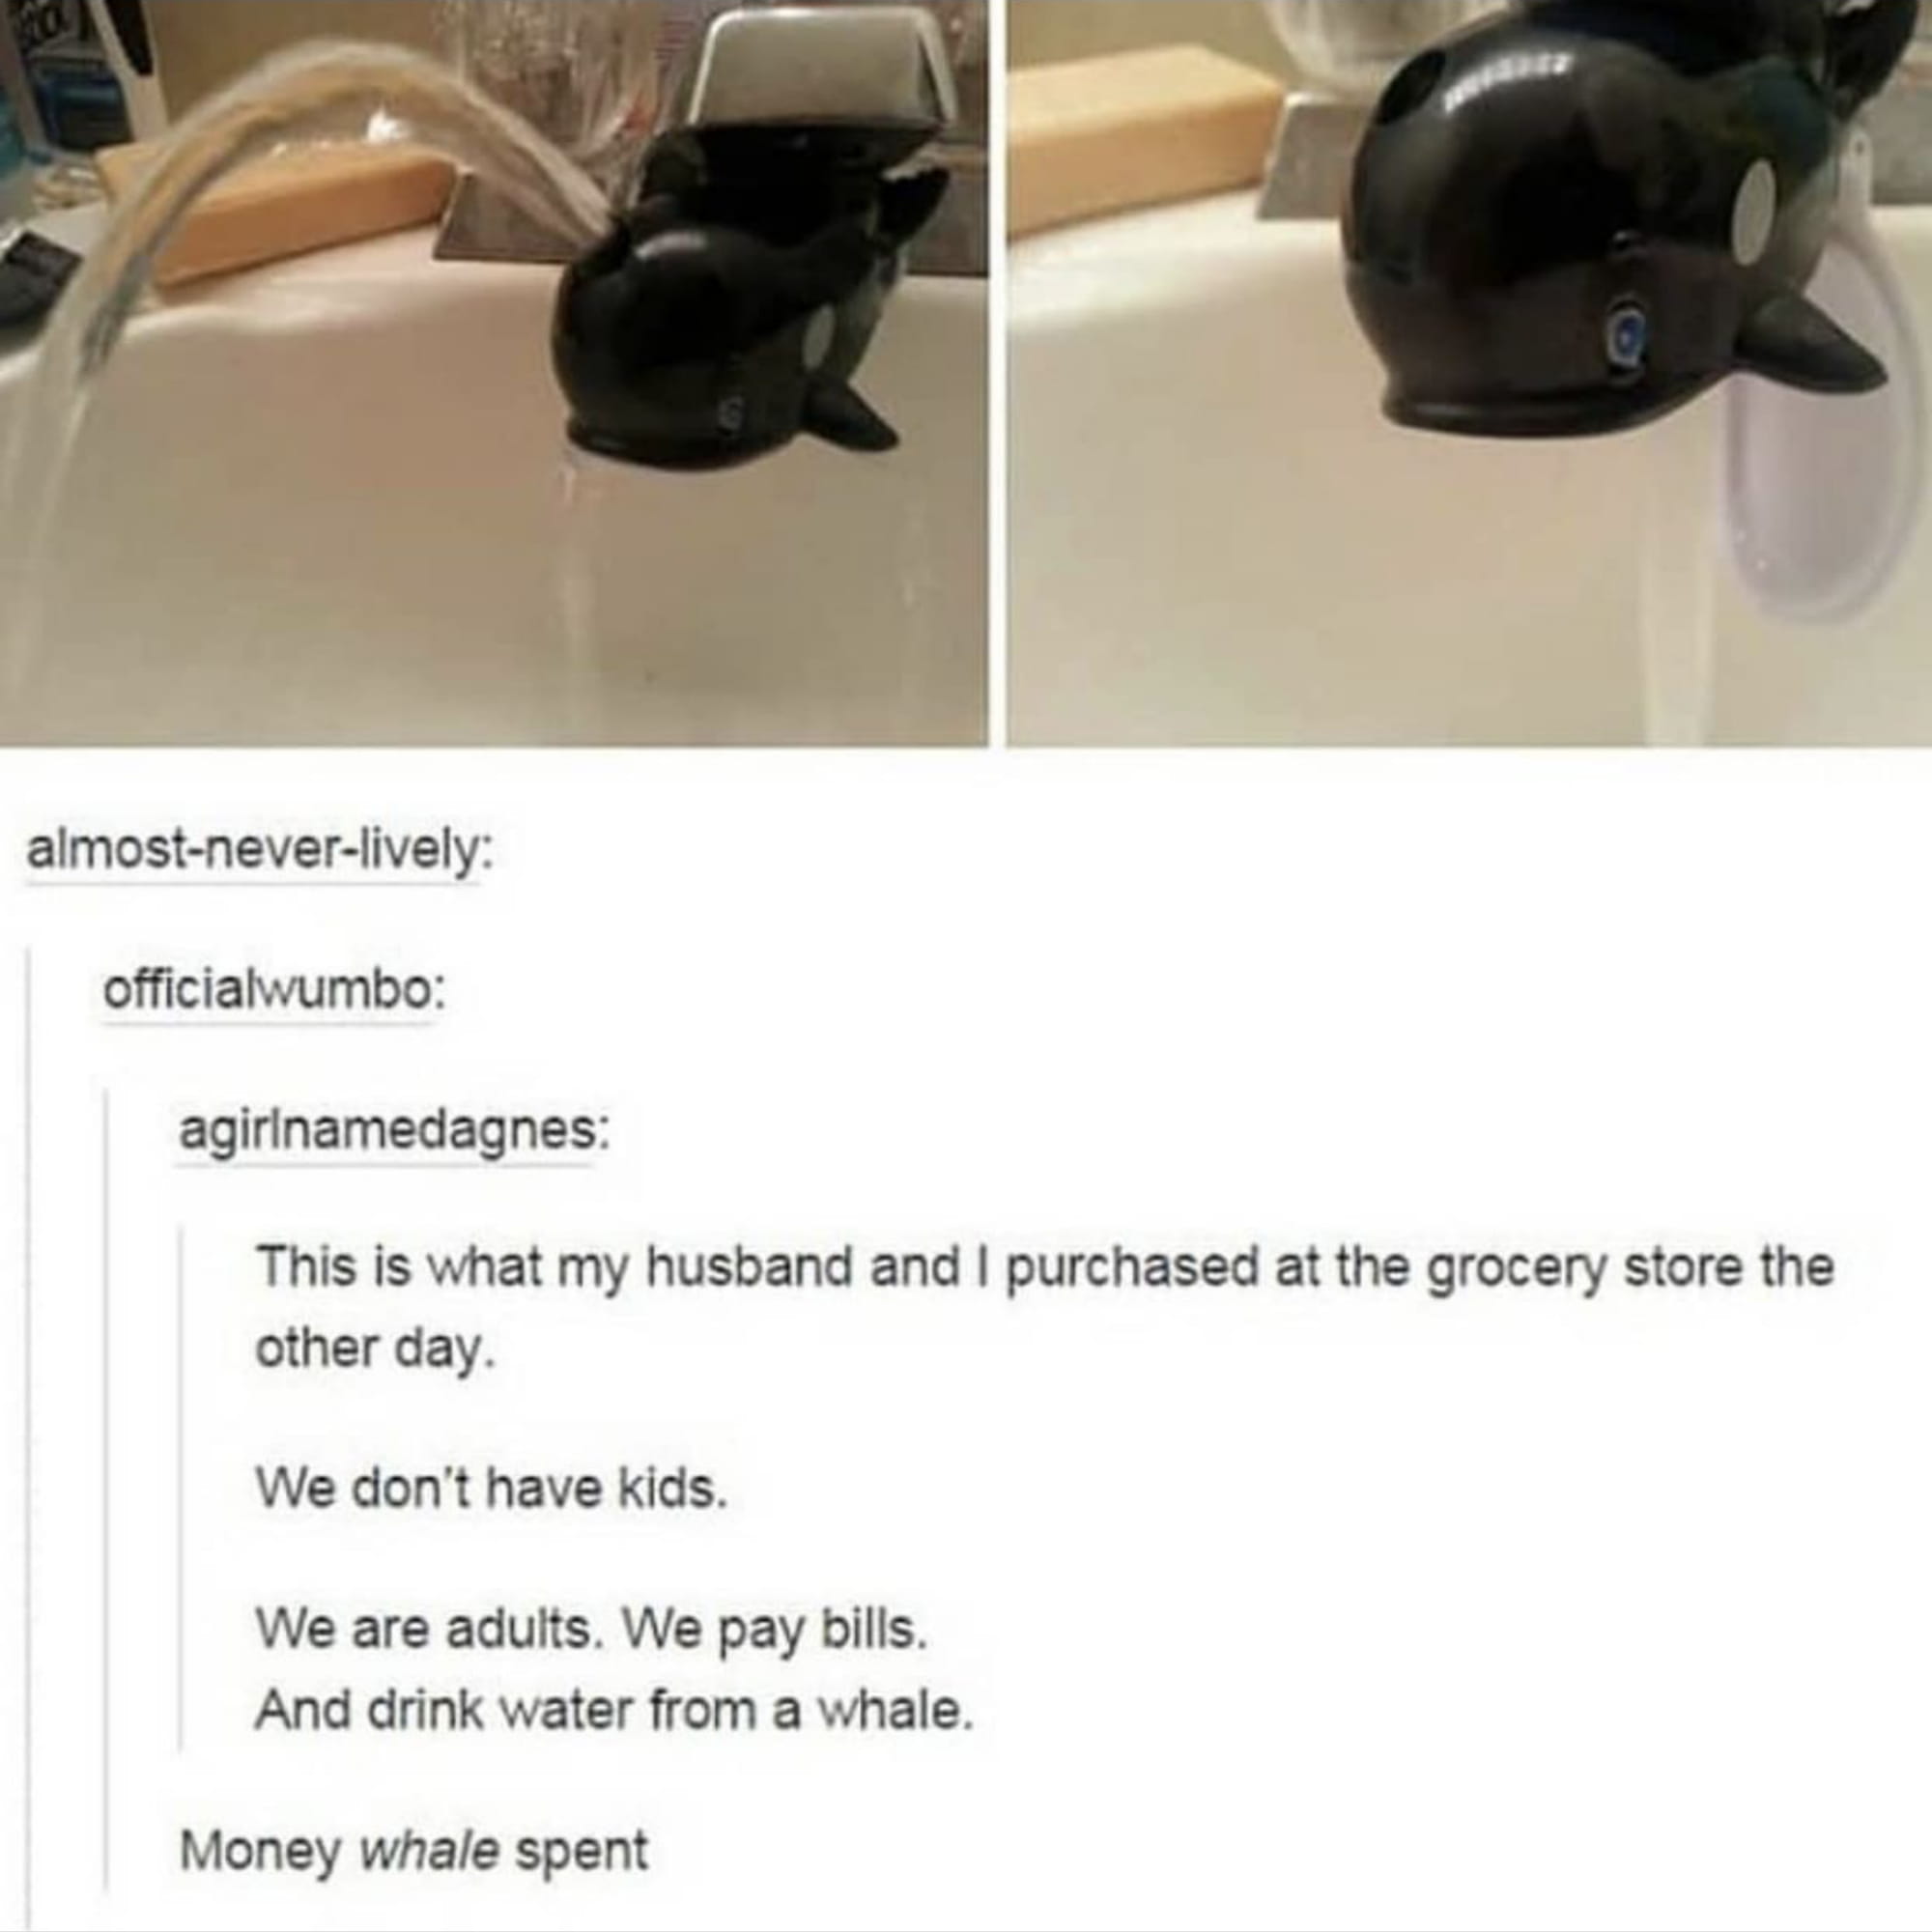 almost-never-lively:
officialwumbo:
agirlnamedagnes:
This is what my husband and I purchased at the grocery store the
other day.
We don't have kids.
We are adults. We pay bills.
And drink water from a whale.
Money whale spent